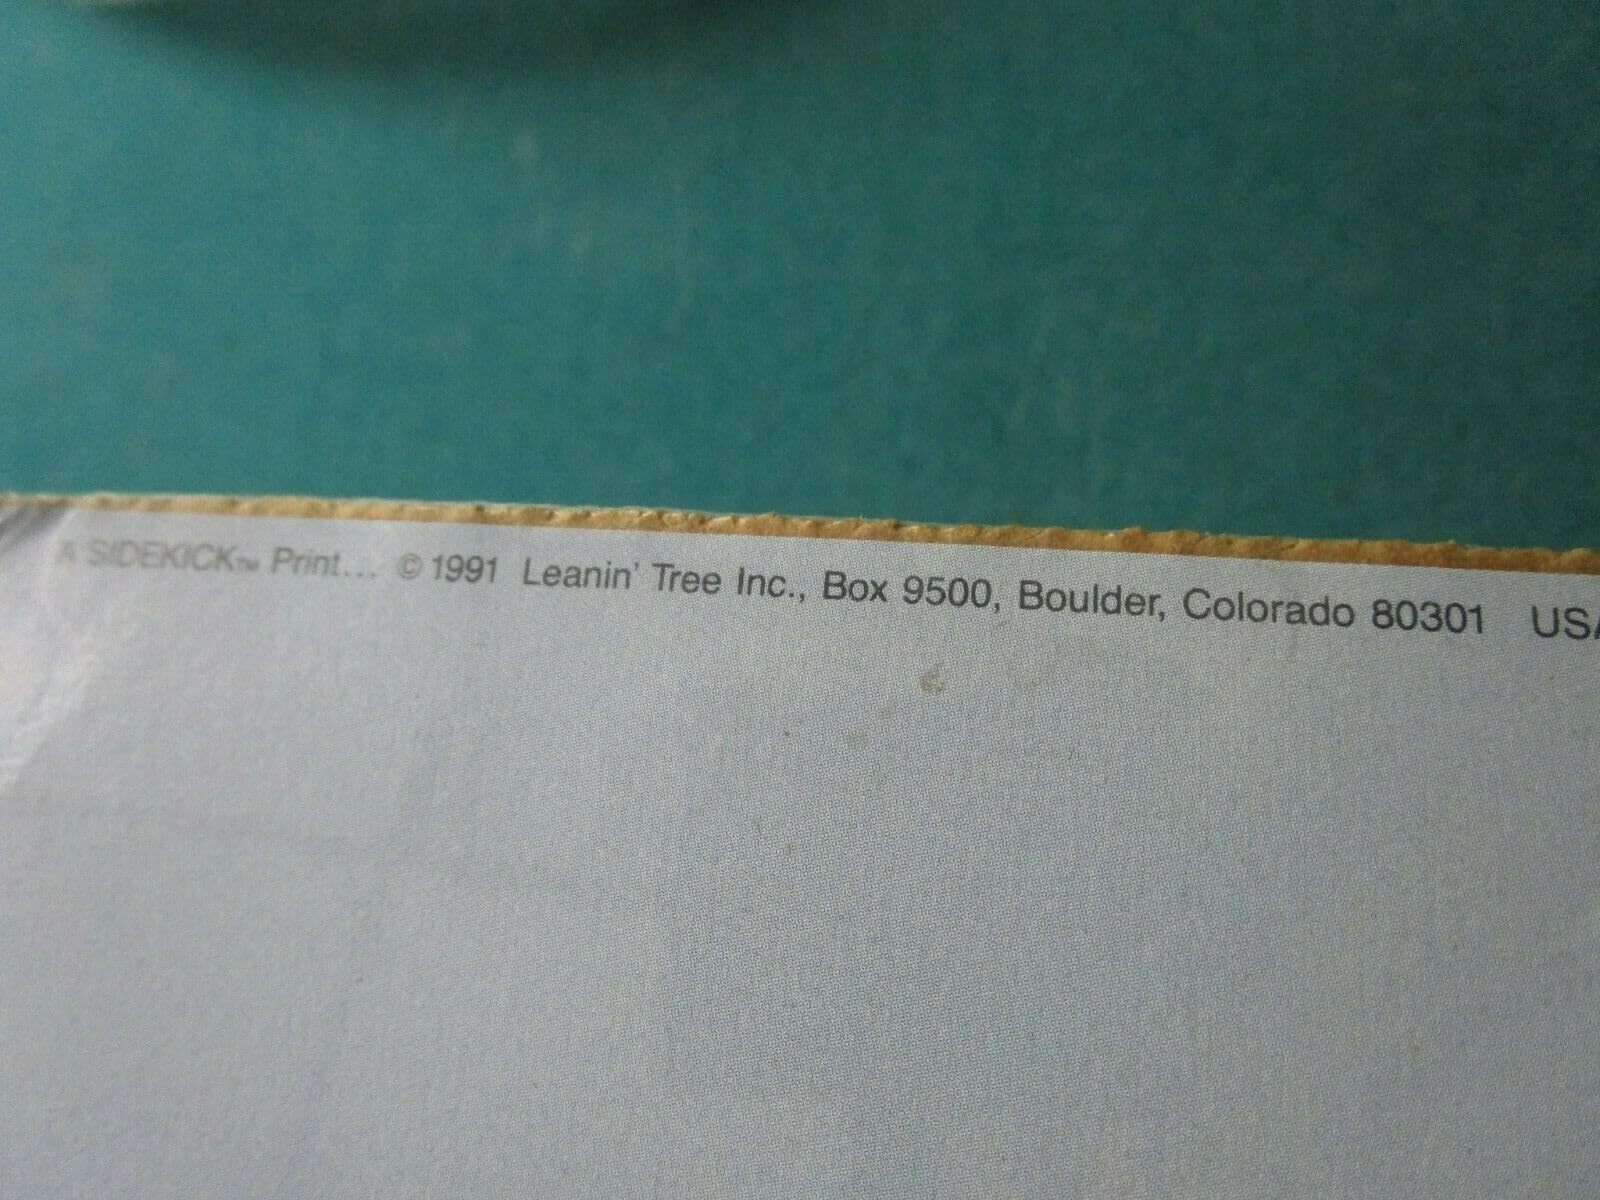 A SIDEKICK™ Print... © 1991 Leanin' Tree Inc., Box 9500, Boulder, Colorado 80301 USA